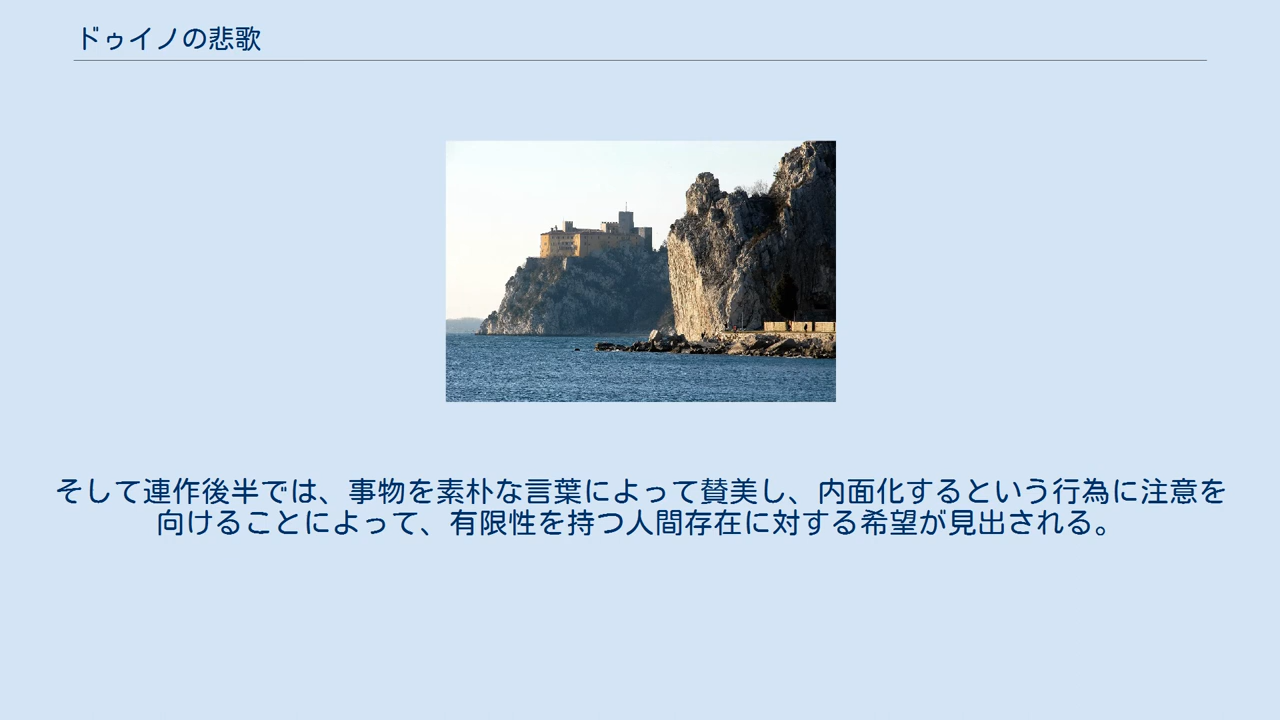 ドゥイノの悲歌
そして連作後半では、事物を素朴な言葉によって賛美し、内面化するという行為に注意を
向けることによって、有限性を持つ人間存在に対する希望が見出される。